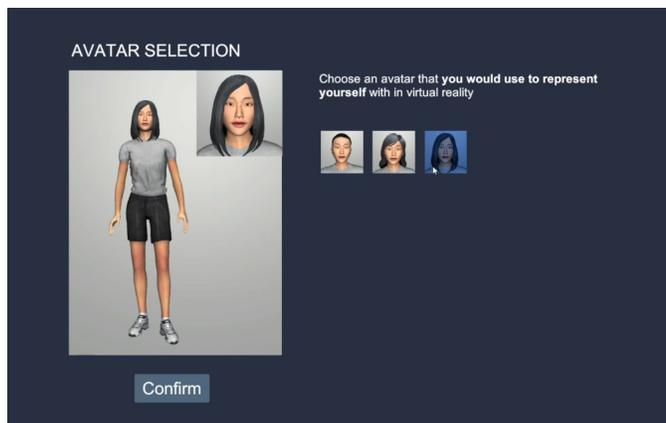 AVATAR SELECTION
Choose an avatar that you would use to represent
yourself with in virtual reality
Confirm